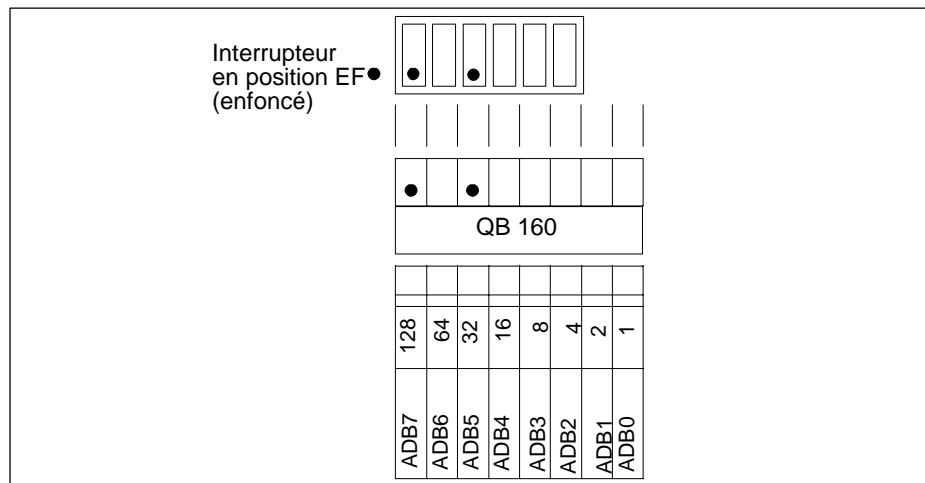 Interrupteur
en position EF
(enfoncé)
QB 160
128 64 32 16 8 4 2 1
ADB7 ADB6 ADB5 ADB4 ADB3 ADB2 ADB1 ADB0